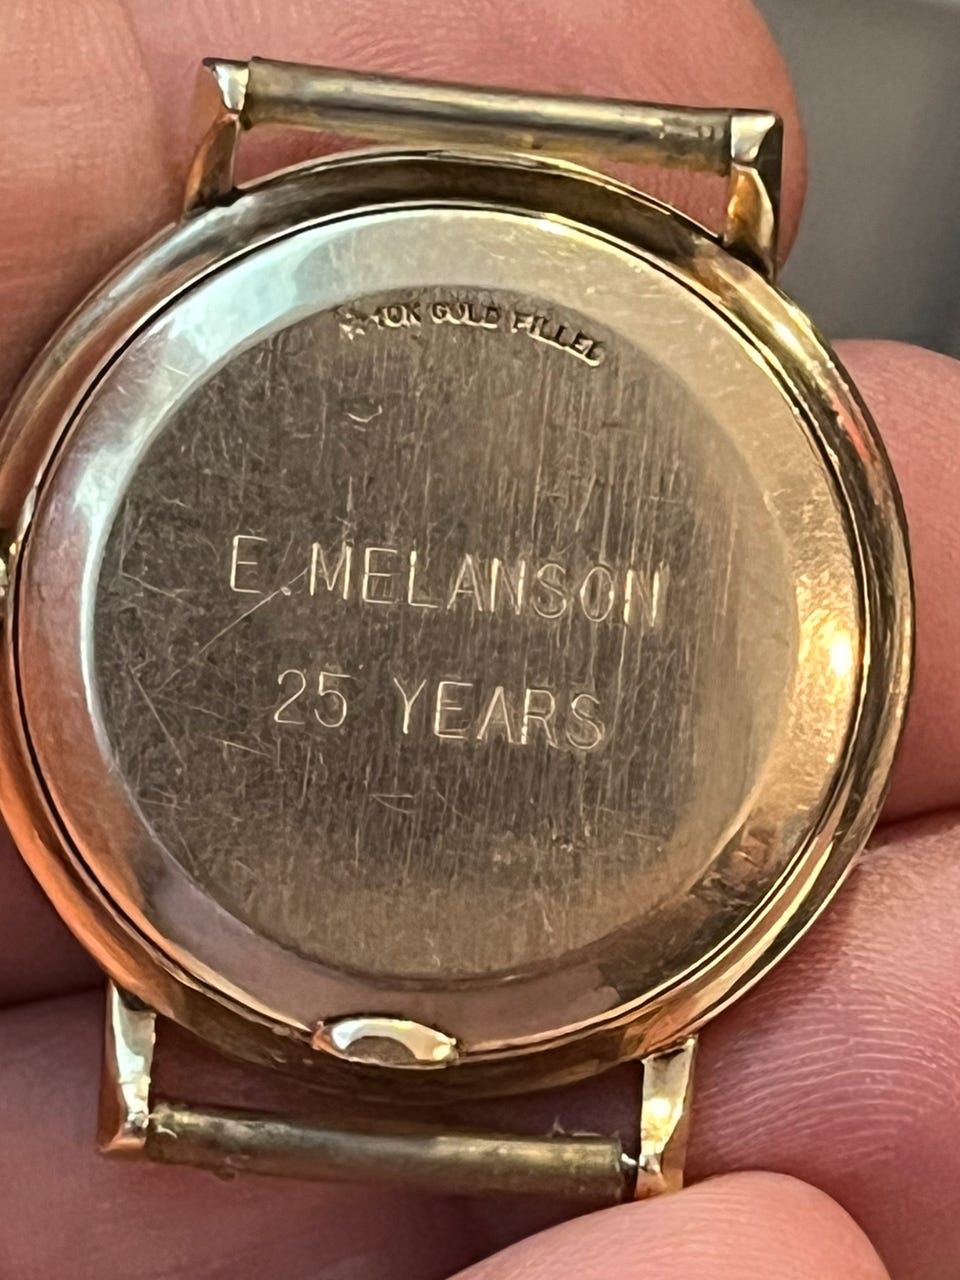 10K GOLD FILLED
E. MELANSON
25 YEARS